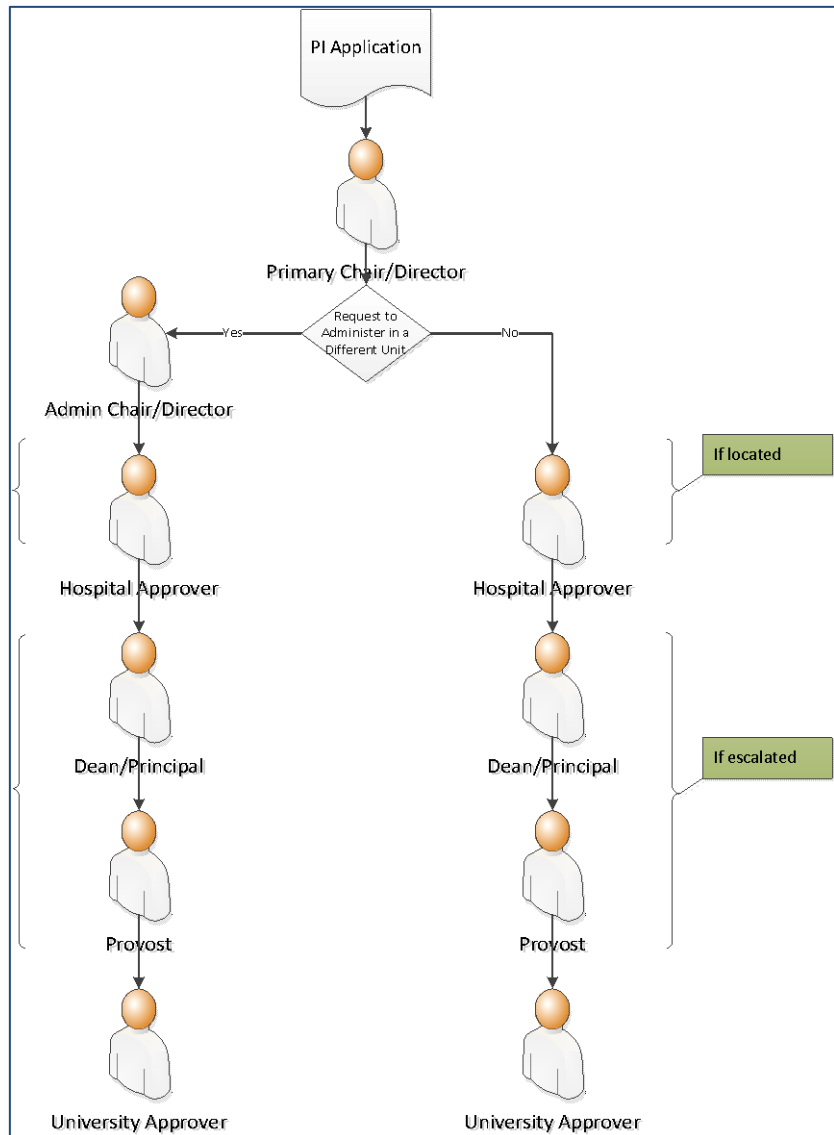 PI Application
Primary Chair/Director
Request to
Administer in a
Different Unit
Yes
No
Admin Chair/Director
If located
Hospital Approver
Hospital Approver
Dean/Principal
Dean/Principal
If escalated
Provost
Provost
University Approver
University Approver